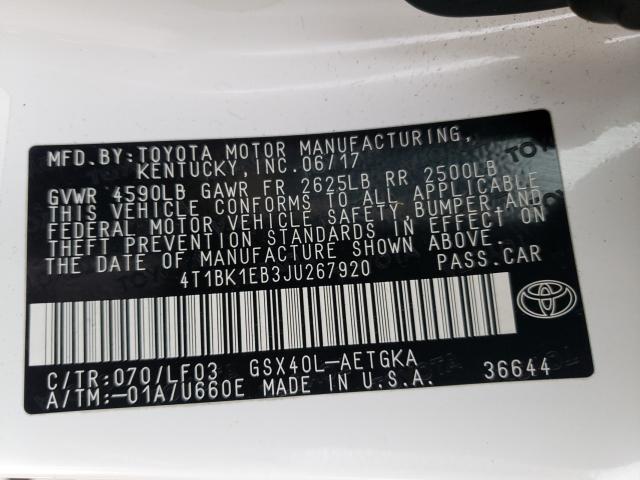 MFD.BY:TOYOTA MOTOR MANUFACTURING,
KENTUCKY,INC.06/17
GVWR 4590LB GAWR FR 2625LB RR 2500LB
THIS VEHICLE CONFORMS TO ALL APPLICABLE
FEDERAL MOTOR VEHICLE SAFETY,BUMPER,AND
THEFT PREVENTION STANDARDS IN EFFECT ON
THE DATE OF MANUFACTURE SHOWN ABOVE.
4T1BK1EB3JU267920 PASS.CAR
C/TR:070/LF03 GSX40L-AETGKA
A/TM:-01A7U660E MADE IN U.S.A. 36644